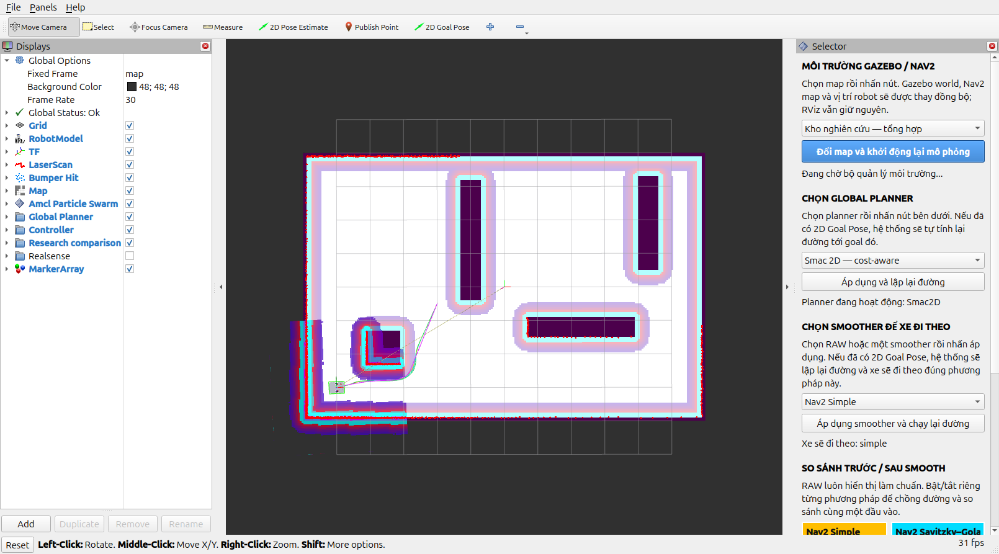 File Panels Help
Move Camera Select Focus Camera Measure 2D Pose Estimate Publish Point 2D Goal Pose
Displays
Global Options
Fixed Frame map
Background Color 48; 48; 48
Frame Rate 30
Global Status: Ok
Grid
RobotModel
TF
LaserScan
Bumper Hit
Map
Amcl Particle Swarm
Global Planner
Controller
Research comparison
Realsense
MarkerArray
Add Duplicate Remove Rename
Reset Left-Click: Rotate. Middle-Click: Move X/Y. Right-Click: Zoom. Shift: More options.
Selector
MÔI TRƯỜNG GAZEBO / NAV2
Chọn map rồi nhấn nút. Gazebo world, Nav2
map và vị trí robot sẽ được thay đồng bộ;
RViz vẫn giữ nguyên.
Kho nghiên cứu — tổng hợp
Đổi map và khởi động lại mô phỏng
Đang chờ bộ quản lý môi trường...
CHỌN GLOBAL PLANNER
Chọn planner rồi nhấn nút bên dưới. Nếu đã
có 2D Goal Pose, hệ thống sẽ tự tính lại
đường tới goal đó.
Smac 2D — cost-aware
Áp dụng và lập lại đường
Planner đang hoạt động: Smac2D
CHỌN SMOOTHER ĐỂ XE ĐI THEO
Chọn RAW hoặc một smoother rồi nhấn áp
dụng. Nếu đã có 2D Goal Pose, hệ thống sẽ
lập lại đường và xe sẽ đi theo đúng phương
pháp này.
Nav2 Simple
Áp dụng smoother và chạy lại đường
Xe sẽ đi theo: simple
SO SÁNH TRƯỚC / SAU SMOOTH
RAW luôn hiển thị làm chuẩn. Bật/tắt riêng
từng phương pháp để chồng đường và so
sánh cùng một đầu vào.
Nav2 Simple Nav2 Savitzky–Gola
31 fps